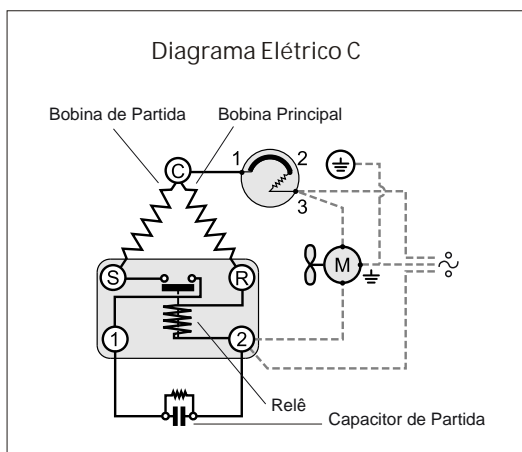 Diagrama Elétrico C
Bobina de Partida
Bobina Principal
C
1
2
3
M
S
R
1
2
Relê
Capacitor de Partida